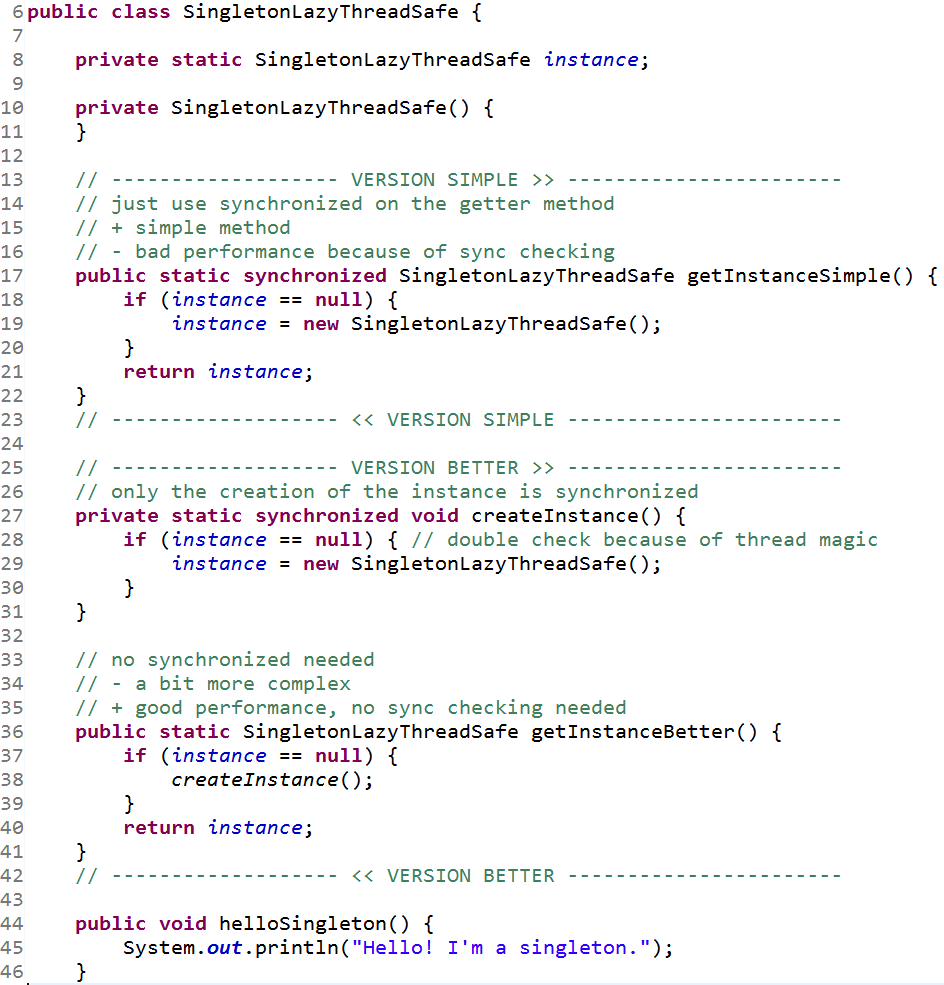 6 public class SingletonLazyThreadSafe {
7
8     private static SingletonLazyThreadSafe instance;
9
10     private SingletonLazyThreadSafe() {
11     }
12
13     // ------------------- VERSION SIMPLE >> -----------------------
14     // just use synchronized on the getter method
15     // + simple method
16     // - bad performance because of sync checking
17     public static synchronized SingletonLazyThreadSafe getInstanceSimple() {
18         if (instance == null) {
19             instance = new SingletonLazyThreadSafe();
20         }
21         return instance;
22     }
23     // ------------------- << VERSION SIMPLE -----------------------
24
25     // ------------------- VERSION BETTER >> -----------------------
26     // only the creation of the instance is synchronized
27     private static synchronized void createInstance() {
28         if (instance == null) { // double check because of thread magic
29             instance = new SingletonLazyThreadSafe();
30         }
31     }
32
33     // no synchronized needed
34     // - a bit more complex
35     // + good performance, no sync checking needed
36     public static SingletonLazyThreadSafe getInstanceBetter() {
37         if (instance == null) {
38             createInstance();
39         }
40         return instance;
41     }
42     // ------------------- << VERSION BETTER -----------------------
43
44     public void helloSingleton() {
45         System.out.println("Hello! I'm a singleton.");
46     }